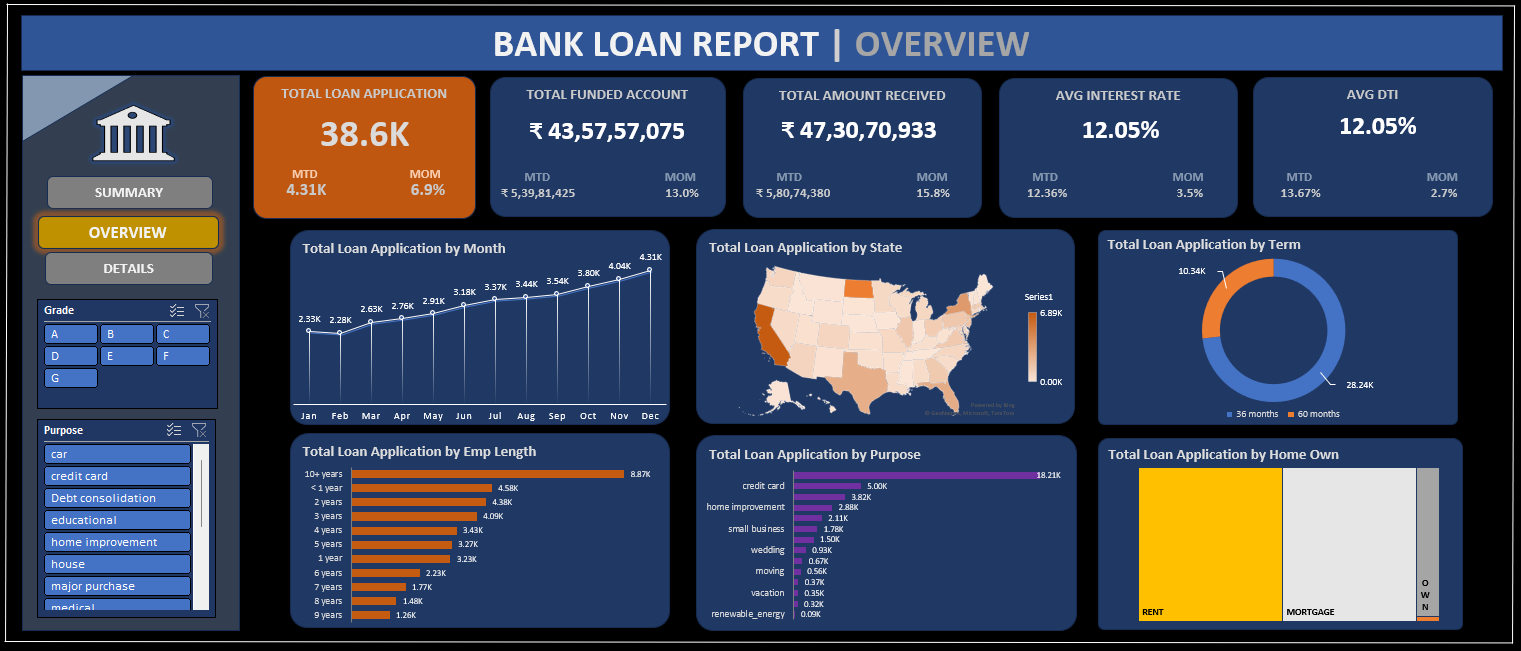 BANK LOAN REPORT | OVERVIEW
SUMMARY
OVERVIEW
DETAILS
Grade
A B C
D E F
G
Purpose
car
credit card
Debt consolidation
educational
home improvement
house
major purchase
medical
TOTAL LOAN APPLICATION
38.6K
MTD MOM
4.31K 6.9%
TOTAL FUNDED ACCOUNT
₹ 43,57,57,075
MTD MOM
₹ 5,39,81,425 13.0%
TOTAL AMOUNT RECEIVED
₹ 47,30,70,933
MTD MOM
₹ 5,80,74,380 15.8%
AVG INTEREST RATE
12.05%
MTD MOM
12.36% 3.5%
AVG DTI
12.05%
MTD MOM
13.67% 2.7%
Total Loan Application by Month
2.33K 2.28K 2.63K 2.76K 2.91K 3.18K 3.37K 3.44K 3.54K 3.80K 4.04K 4.31K
Jan Feb Mar Apr May Jun Jul Aug Sep Oct Nov Dec
Total Loan Application by State
Series1
6.89K
0.00K
Powered by Bing
© GeoNames, Microsoft, TomTom
Total Loan Application by Term
10.34K
28.24K
36 months 60 months
Total Loan Application by Emp Length
10+ years 8.87K
< 1 year 4.58K
2 years 4.38K
3 years 4.09K
4 years 3.43K
5 years 3.27K
1 year 3.23K
6 years 2.23K
7 years 1.77K
8 years 1.48K
9 years 1.26K
Total Loan Application by Purpose
18.21K
credit card 5.00K
3.82K
home improvement 2.88K
2.11K
small business 1.78K
1.50K
wedding 0.93K
0.67K
moving 0.56K
0.37K
vacation 0.35K
0.32K
renewable_energy 0.09K
Total Loan Application by Home Own
RENT
MORTGAGE
OWN